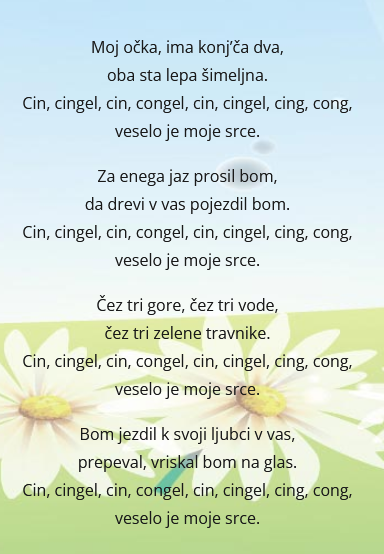 Moj očka, ima konj’ča dva,
oba sta lepa šimeljna.
Cin, cingel, cin, congel, cin, cingel, cing, cong,
veselo je moje srce.
Za enega jaz prosil bom,
da drevi v vas pojezdil bom.
Cin, cingel, cin, congel, cin, cingel, cing, cong,
veselo je moje srce.
Čez tri gore, čez tri vode,
čez tri zelene travnike.
Cin, cingel, cin, congel, cin, cingel, cing, cong,
veselo je moje srce.
Bom jezdil k svoji ljubci v vas,
prepeval, vriskal bom na glas.
Cin, cingel, cin, congel, cin, cingel, cing, cong,
veselo je moje srce.